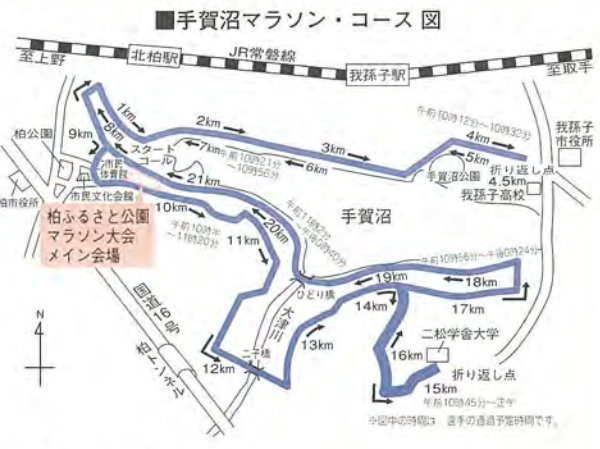 ■手賀沼マラソン・コース 図
至上野
北柏駅
JR常磐線
我孫子駅
至取手
1km
2km
3km
午前10時12分〜10時32分
4km
我孫子
市役所
柏公園
9km
8km
スタート
ゴール
7km
午前10時21分
〜10時56分
6km
5km
手賀沼公園
折り返し点
4.5km
我孫子高校
市民
体育館
21km
柏市役所
市民文化会館
10km
柏ふるさと公園
マラソン大会
メイン会場
午前10時半
〜11時20分
11km
20km
午前11時2分
〜午後0時40分
手賀沼
午前10時56分〜午後0時24分
19km
18km
17km
ひどり橋
14km
国道16号
大津川
13km
16km
二松学舎大学
N
4
柏トンネル
12km
二子橋
15km
折り返し点
午前10時45分〜正午
※図中の時間は 選手の通過予定時間です。